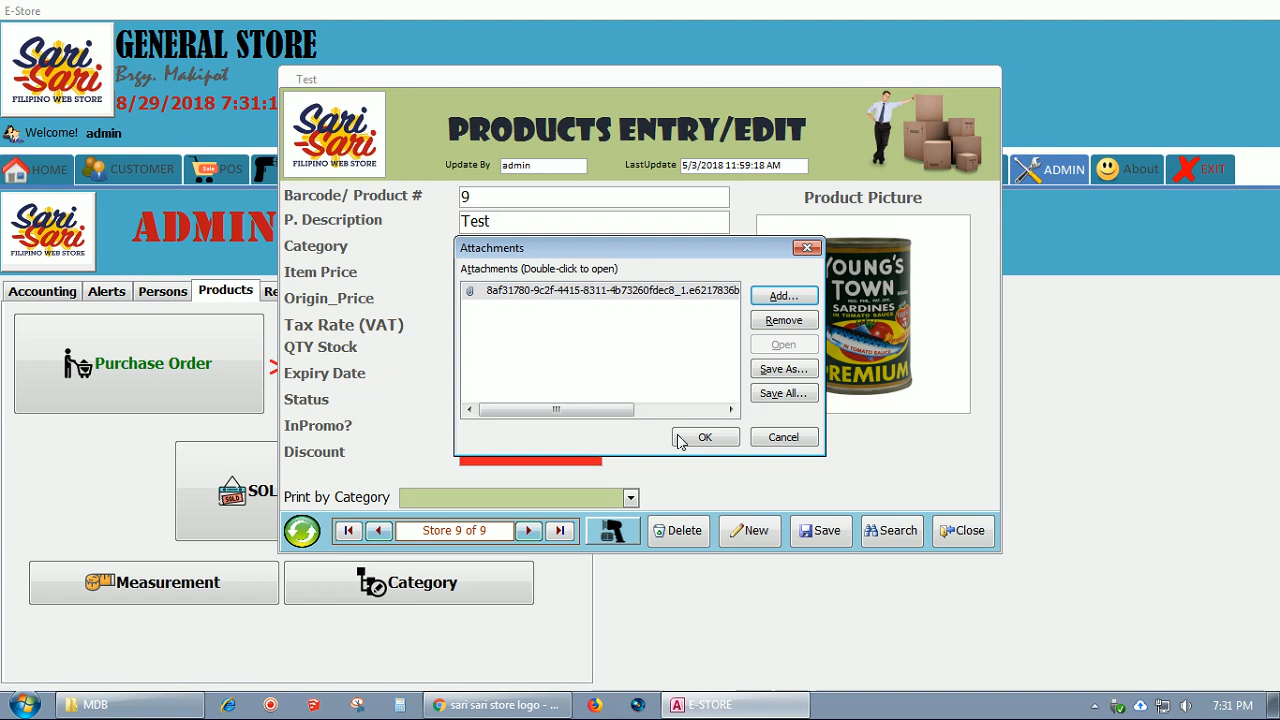 E-Store
Sari
-Sari
FILIPINO WEB STORE
GENERAL STORE
Brgy. Makipot
8/29/2018 7:31:1
Welcome! admin
HOME
CUSTOMER
Sale
POS
ADMIN
About
EXIT
Sari
-Sari
FILIPINO WEB STORE
ADMIN
Accounting
Alerts
Persons
Products
Re
Purchase Order
SOLD
SOL
Measurement
Category
Test
Sari
-Sari
FILIPINO WEB STORE
PRODUCTS ENTRY/EDIT
Update By admin LastUpdate 5/3/2018 11:59:18 AM
Barcode/ Product # 9
P. Description Test
Category
Item Price
Origin_Price
Tax Rate (VAT)
QTY Stock
Expiry Date
Status
InPromo?
Discount
Product Picture
YOUNG'S
TOWN
SARDINES
IN TOMATO SAUCE
PREMIUM
Attachments
Attachments (Double-click to open)
8af31780-9c2f-4415-8311-4b73260fdec8_1.e6217836b
Add...
Remove
Open
Save As...
Save All...
OK
Cancel
Print by Category
Store 9 of 9
Delete
New
Save
Search
Close
MDB
sari sari store logo - ...
E-STORE
7:31 PM